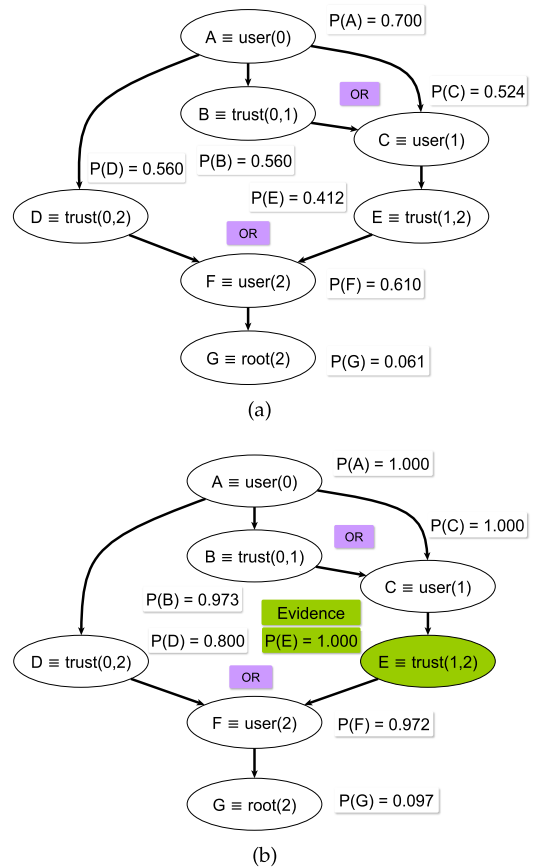 A ≡ user(0)
P(A) = 0.700
OR
P(C) = 0.524
B ≡ trust(0,1)
C ≡ user(1)
P(B) = 0.560
P(D) = 0.560
P(E) = 0.412
D ≡ trust(0,2)
E ≡ trust(1,2)
OR
F ≡ user(2)
P(F) = 0.610
G ≡ root(2)
P(G) = 0.061
(a)
A ≡ user(0)
P(A) = 1.000
OR
P(C) = 1.000
B ≡ trust(0,1)
C ≡ user(1)
P(B) = 0.973
Evidence
P(D) = 0.800
P(E) = 1.000
D ≡ trust(0,2)
E ≡ trust(1,2)
OR
F ≡ user(2)
P(F) = 0.972
G ≡ root(2)
P(G) = 0.097
(b)